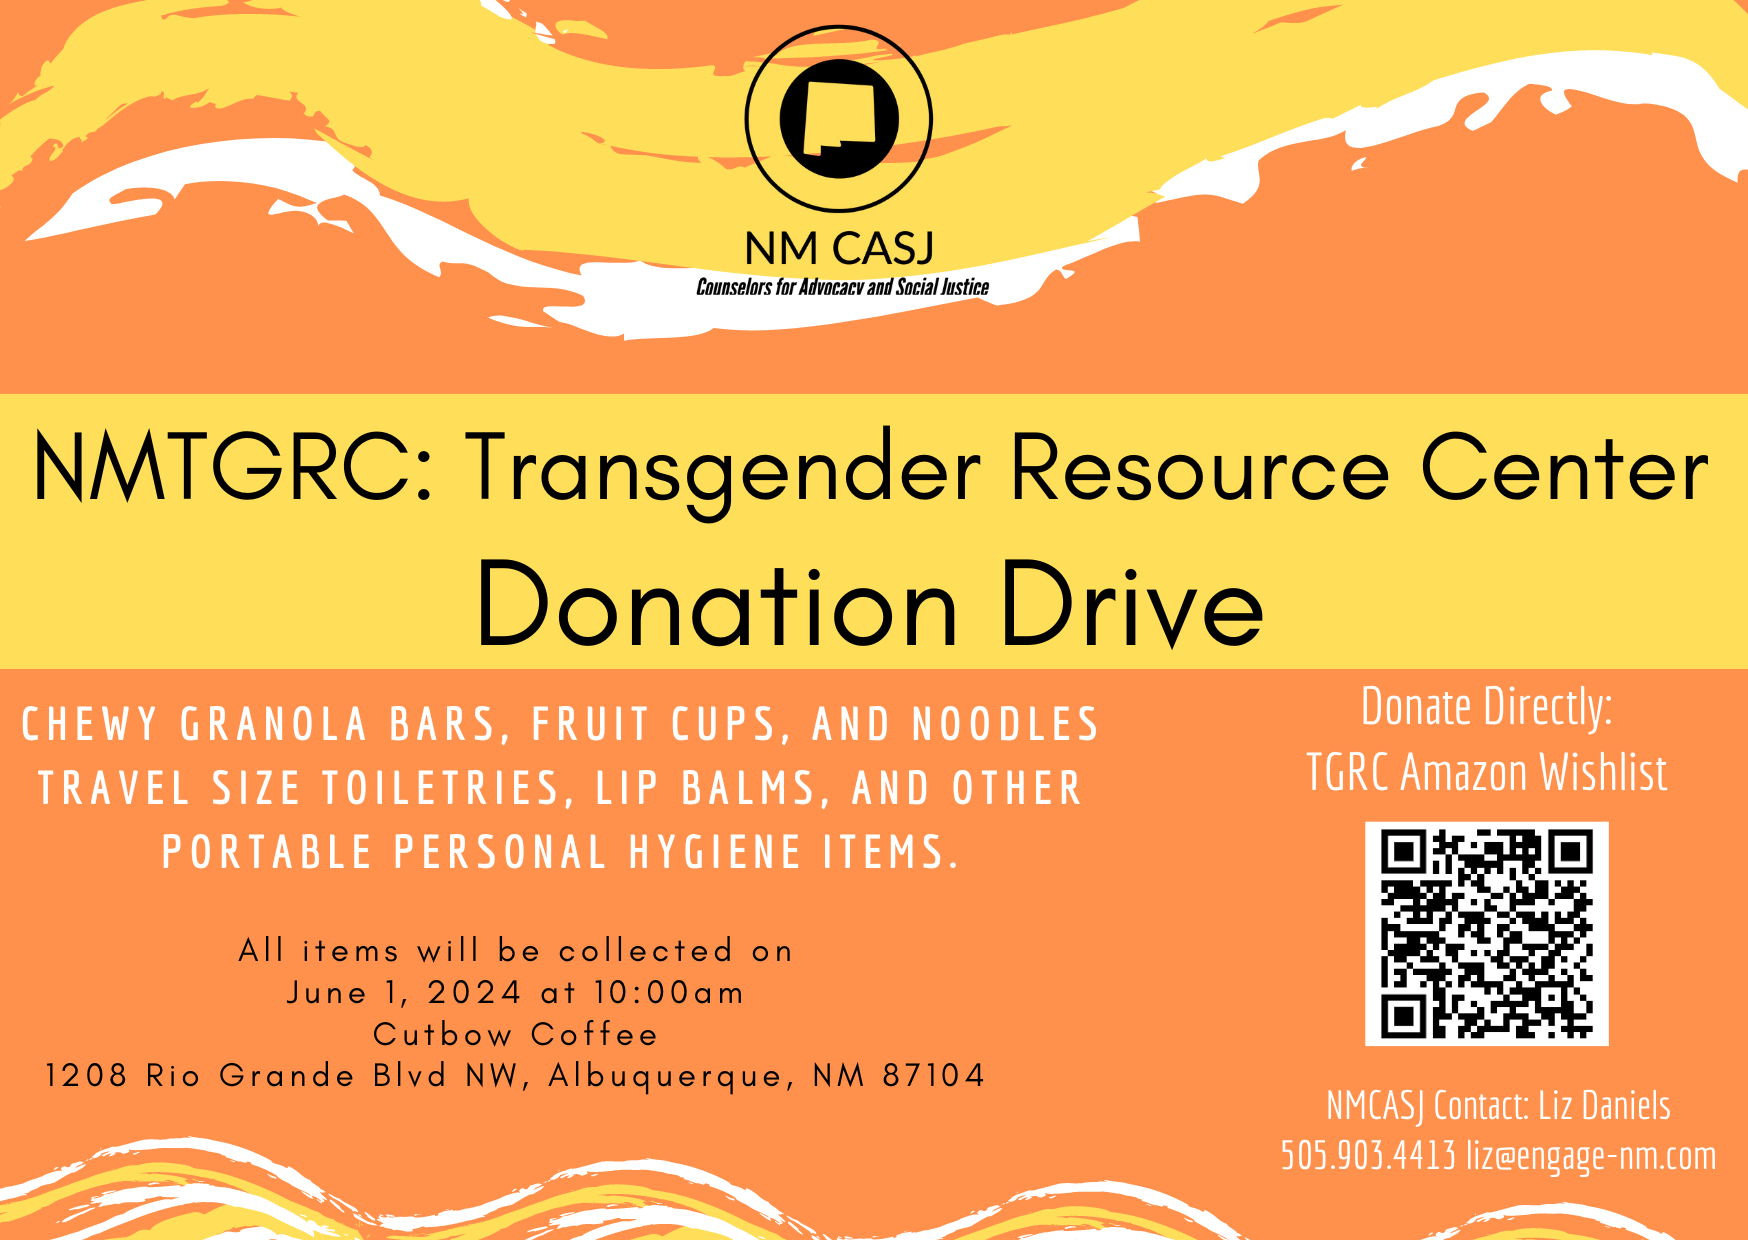 NM CASJ
Counselors for Advocacy and Social Justice
NMTGRC: Transgender Resource Center
Donation Drive
CHEWY GRANOLA BARS, FRUIT CUPS, AND NOODLES
TRAVEL SIZE TOILETRIES, LIP BALMS, AND OTHER
PORTABLE PERSONAL HYGIENE ITEMS.
All items will be collected on
June 1, 2024 at 10:00am
Cutbow Coffee
1208 Rio Grande Blvd NW, Albuquerque, NM 87104
Donate Directly:
TGRC Amazon Wishlist
NMCASJ Contact: Liz Daniels
505.903.4413 liz@engage-nm.com